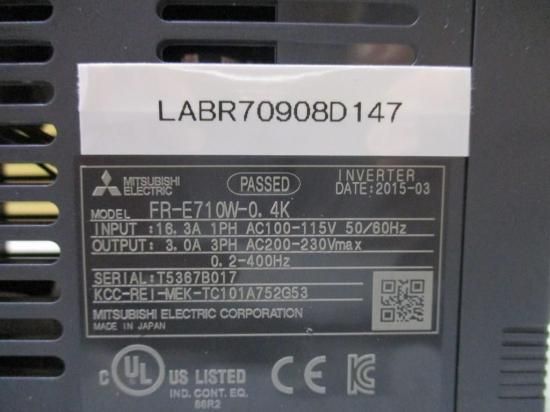 LABR70908D147
MITSUBISHI
ELECTRIC
PASSED
INVERTER
DATE:2015-03
MODEL FR-E710W-0.4K
INPUT :16.3A 1PH AC100-115V 50/60Hz
OUTPUT: 3.0A 3PH AC200-230Vmax
0.2-400Hz
SERIAL:T5367B017
KCC-REI-MEK-TC101A752G53
MITSUBISHI ELECTRIC CORPORATION
MADE IN JAPAN
C UL US LISTED
IND. CONT. EQ.
66R2
CE